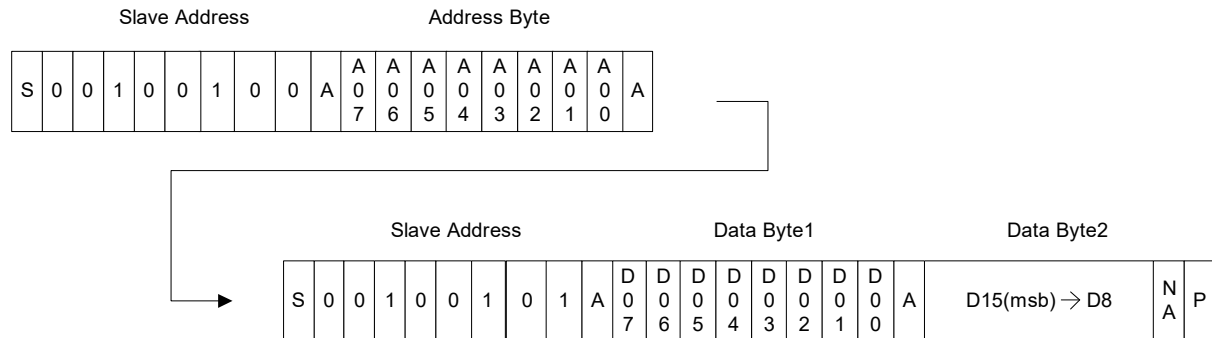 Slave Address Address Byte
S 0 0 1 0 0 1 0 0 A A07 A06 A05 A04 A03 A02 A01 A00 A
Slave Address Data Byte1 Data Byte2
S 0 0 1 0 0 1 0 1 A D07 D06 D05 D04 D03 D02 D01 D00 A D15(msb) → D8 NA P